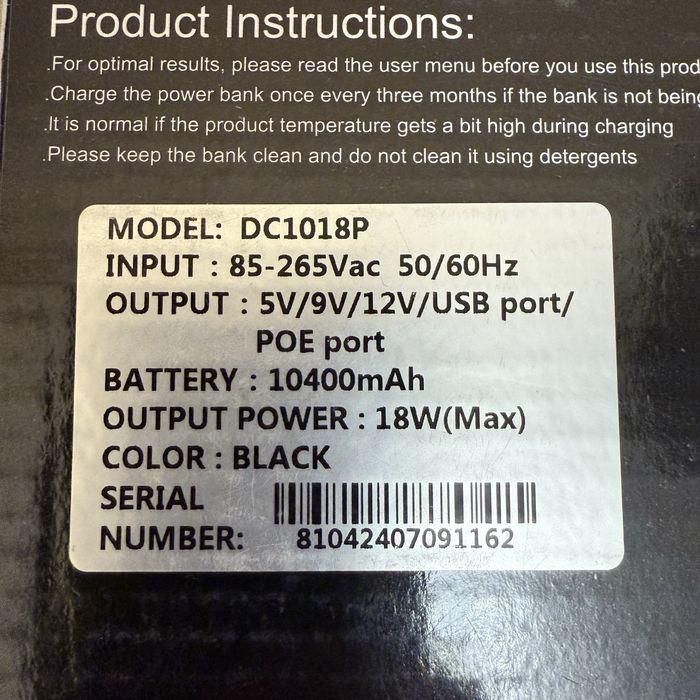 Product Instructions:
.For optimal results, please read the user menu before you use this
.Charge the power bank once every three months if the bank is not
.It is normal if the product temperature gets a bit high during charging
.Please keep the bank clean and do not clean it using detergents
MODEL: DC1018P
INPUT : 85-265Vac 50/60Hz
OUTPUT : 5V/9V/12V/USB port/
POE port
BATTERY : 10400mAh
OUTPUT POWER : 18W(Max)
COLOR : BLACK
SERIAL
NUMBER: 81042407091162